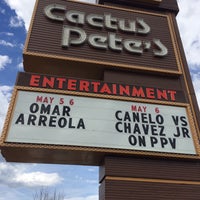 Cactus
Pete's
ENTERTAINMENT
MAY 5 6
OMAR
ARREOLA
MAY 6
CANELO VS
CHAVEZ JR
ON PPV